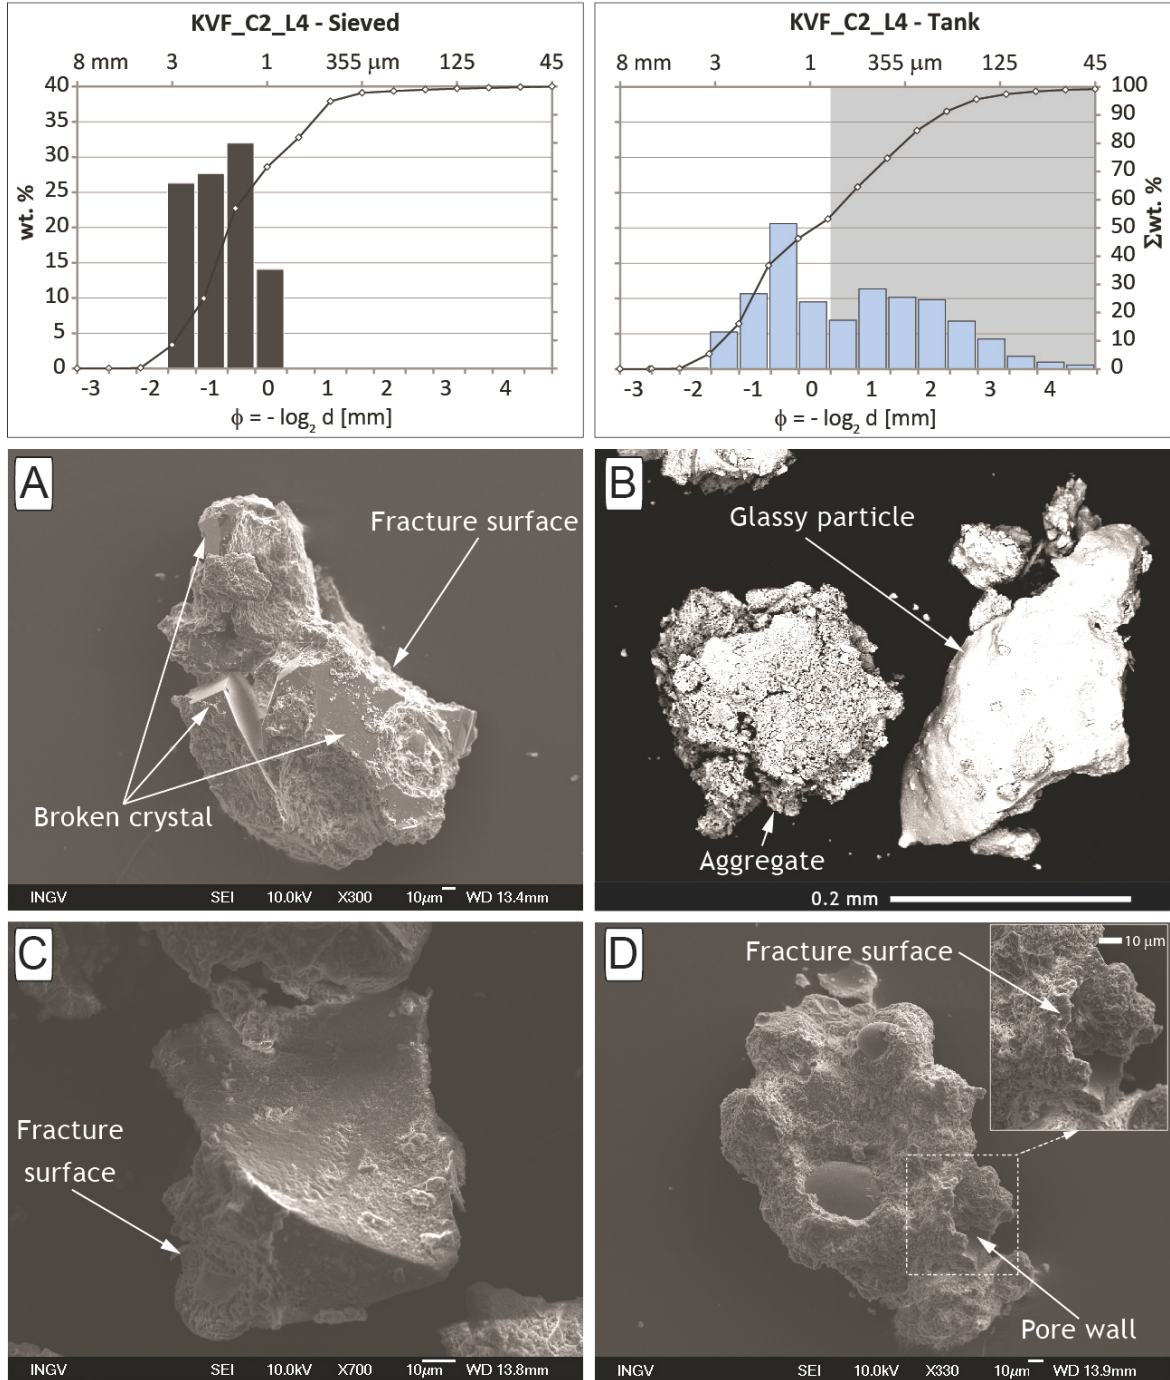 KVF_C2_L4 - Sieved
8 mm 3 1 355 μm 125 45
40
35
30
25
20
15
10
5
0
wt. %
-3 -2 -1 0 1 2 3 4
ϕ = - log₂ d [mm]
KVF_C2_L4 - Tank
8 mm 3 1 355 μm 125 45
100
90
80
70
60
50
40
30
20
10
0
Σwt. %
-3 -2 -1 0 1 2 3 4
ϕ = - log₂ d [mm]
A
Fracture surface
Broken crystal
INGV SEI 10.0kV X300 10μm WD 13.4mm
B
Glassy particle
Aggregate
0.2 mm
C
Fracture
surface
INGV SEI 10.0kV X700 10μm WD 13.8mm
D
Fracture surface
10 μm
Pore wall
INGV SEI 10.0kV X330 10μm WD 13.9mm